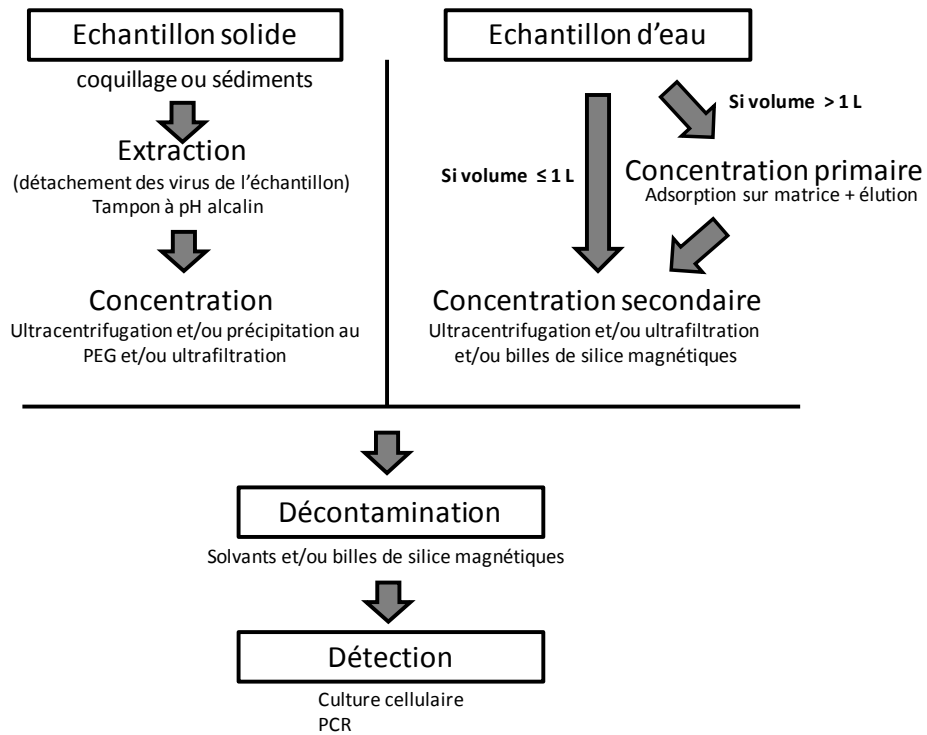 Echantillon solide
coquillage ou sédiments
Extraction
(détachement des virus de l'échantillon)
Tampon à pH alcalin
Concentration
Ultracentrifugation et/ou précipitation au
PEG et/ou ultrafiltration
Echantillon d'eau
Si volume > 1 L
Si volume ≤ 1 L
Concentration primaire
Adsorption sur matrice + élution
Concentration secondaire
Ultracentrifugation et/ou ultrafiltration
et/ou billes de silice magnétiques
Décontamination
Solvants et/ou billes de silice magnétiques
Détection
Culture cellulaire
PCR